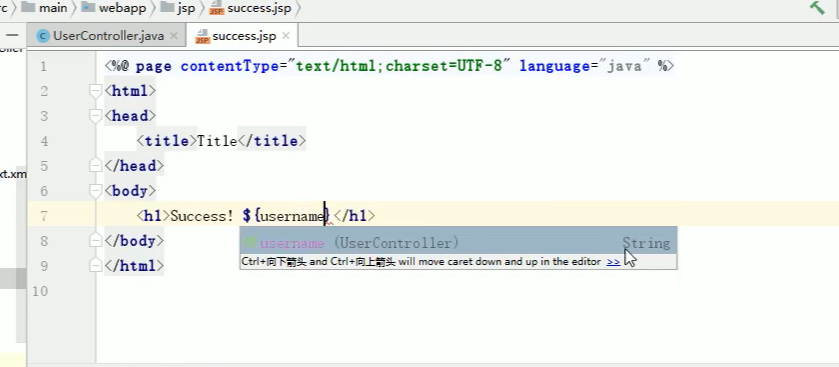 rc main webapp jsp success.jsp
UserController.java × success.jsp ×
1 <%@ page contentType="text/html;charset=UTF-8" language="java" %>
2 <html>
3 <head>
4 <title>Title</title>
5 </head>
6 <body>
7 <h1>Success! ${username}</h1>
username (UserController) String
8 </body>
Ctrl+向下箭头 and Ctrl+向上箭头 will move caret down and up in the editor >>
9 </html>
10
xt.xm